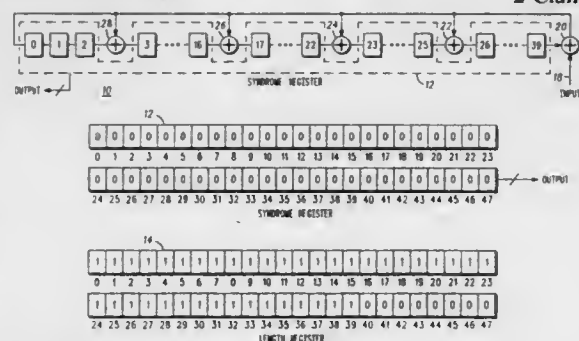 28 26 24 22 20
0 1 2 3 ... 16 17 ... 22 23 ... 25 26 ... 39
OUTPUT 10 SYNDROME REGISTER 12 18 INPUT
12
0 0 0 0 0 0 0 0 0 0 0 0 0 0 0 0 0 0 0 0 0 0 0 0
0 1 2 3 4 5 6 7 8 9 10 11 12 13 14 15 16 17 18 19 20 21 22 23
0 0 0 0 0 0 0 0 0 0 0 0 0 0 0 0 0 0 0 0 0 0 0 0 OUTPUT
24 25 26 27 28 29 30 31 32 33 34 35 36 37 38 39 40 41 42 43 44 45 46 47
SYNDROME REGISTER
14
1 1 1 1 1 1 1 1 1 1 1 1 1 1 1 1 1 1 1 1 1 1 1 1
0 1 2 3 4 5 6 7 8 9 10 11 12 13 14 15 16 17 18 19 20 21 22 23
1 1 1 1 1 1 1 1 1 1 1 1 1 1 1 1 0 0 0 0 0 0 0 0
24 25 26 27 28 29 30 31 32 33 34 35 36 37 38 39 40 41 42 43 44 45 46 47
LENGTH REGISTER